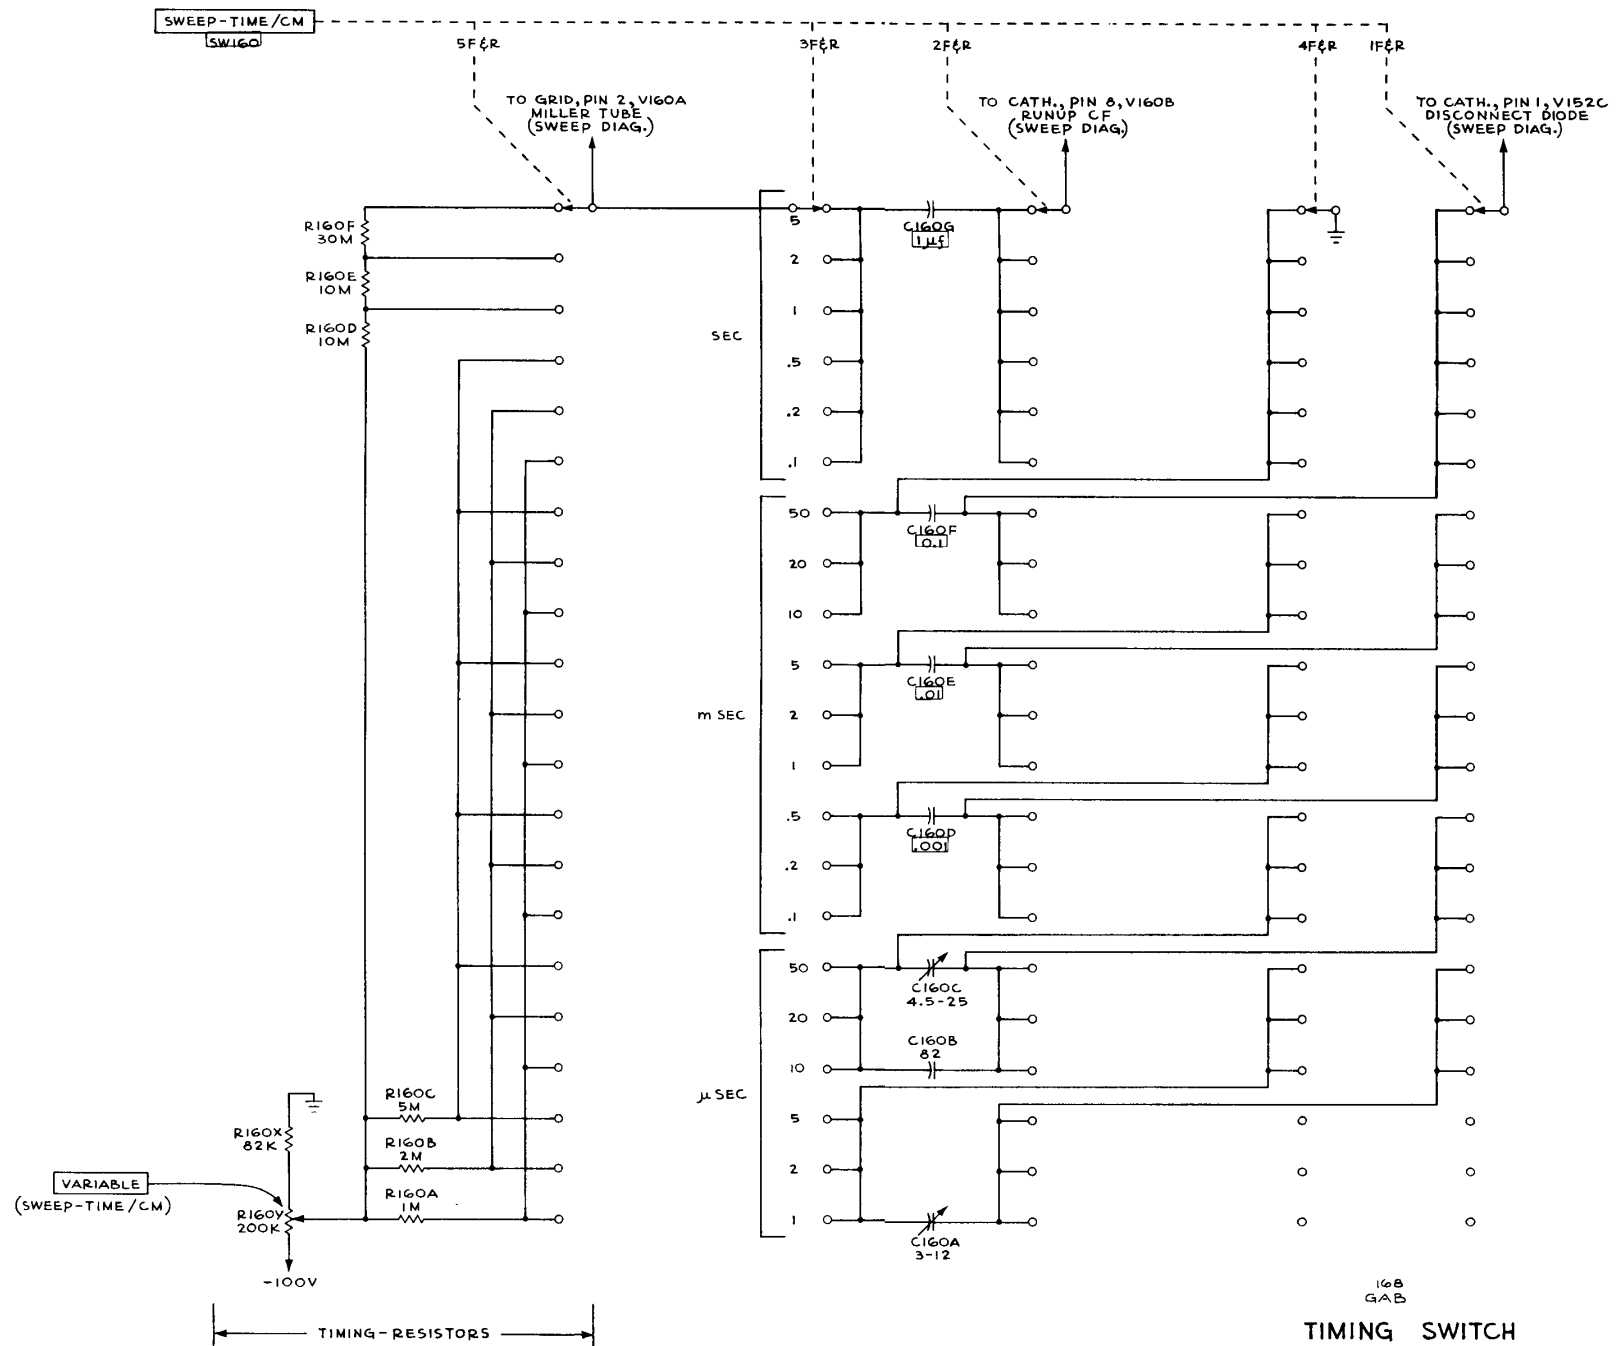 SWEEP-TIME/CM
SW160
5F&R
3F&R
2F&R
4F&R
1F&R
TO GRID, PIN 2, V160A
MILLER TUBE
(SWEEP DIAG.)
TO CATH., PIN 8, V160B
RUNUP CF
(SWEEP DIAG.)
TO CATH., PIN 1, V152C
DISCONNECT DIODE
(SWEEP DIAG.)
R160F
30M
R160E
10M
R160D
10M
R160C
5M
R160B
2M
R160A
1M
R160X
82K
R160Y
200K
VARIABLE
(SWEEP-TIME/CM)
-100V
TIMING-RESISTORS
SEC
5
2
1
.5
.2
.1
m SEC
50
20
10
5
2
1
.5
.2
.1
μ SEC
50
20
10
5
2
1
C160G
1μf
C160F
0.1
C160E
.01
C160D
.001
C160C
4.5-25
C160B
82
C160A
3-12
168
GAB
TIMING SWITCH